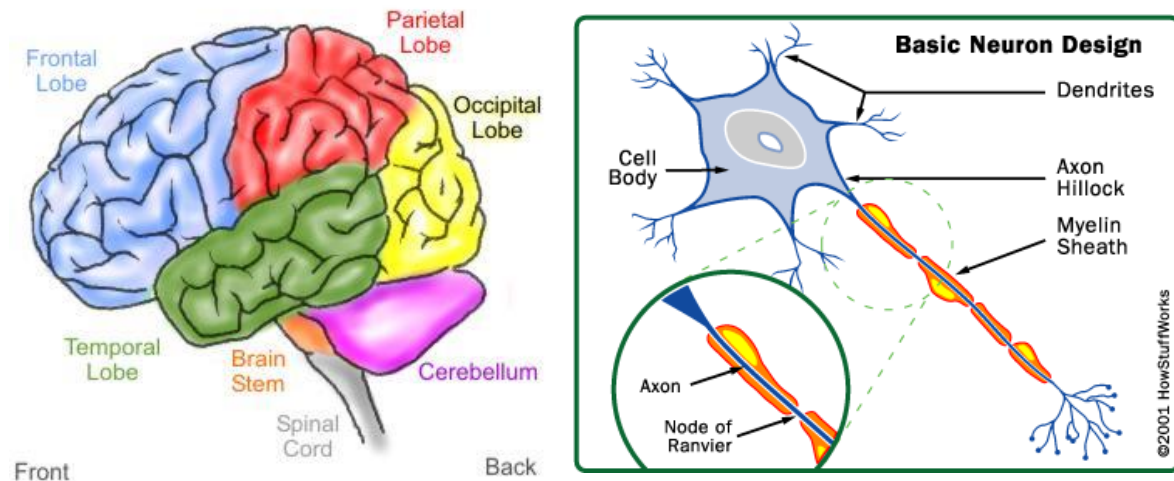 Parietal
Lobe
Frontal
Lobe
Occipital
Lobe
Temporal
Lobe
Brain
Stem
Cerebellum
Spinal
Cord
Front
Back
Basic Neuron Design
Dendrites
Cell
Body
Axon
Hillock
Myelin
Sheath
Axon
Node of
Ranvier
©2001 HowStuffWorks